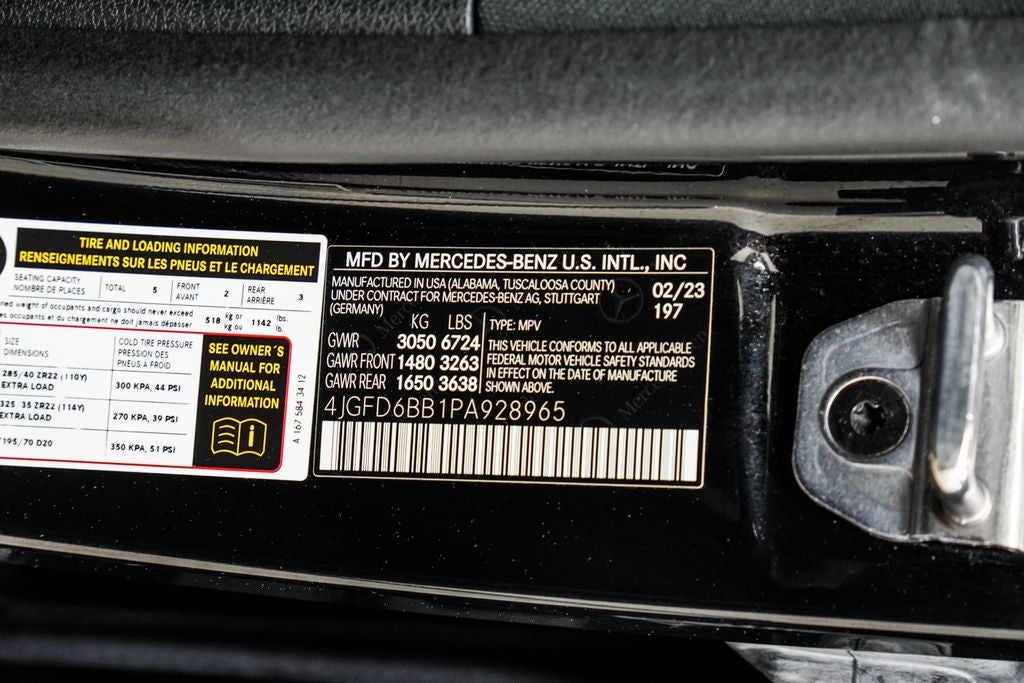 TIRE AND LOADING INFORMATION
RENSEIGNEMENTS SUR LES PNEUS ET LE CHARGEMENT
SEATING CAPACITY
NOMBRE DE PLACES
TOTAL 5
FRONT
AVANT
2
REAR
ARRIÈRE
3
weight of occupants and cargo should never exceed
occupants et du chargement ne doit jamais dépasser
518 kg or
kg ou
1142 lbs.
lb.
SIZE
DIMENSIONS
COLD TIRE PRESSURE
PRESSION DES
PNEUS À FROID
285/40 ZR22 (110Y)
EXTRA LOAD
300 KPA, 44 PSI
325/35 ZR22 (114Y)
EXTRA LOAD
270 KPA, 39 PSI
T195/70 D20
350 KPA, 51 PSI
SEE OWNER´S
MANUAL FOR
ADDITIONAL
INFORMATION
i
A 167 584 34 12
MFD BY MERCEDES-BENZ U.S. INTL., INC
MANUFACTURED IN USA (ALABAMA, TUSCALOOSA COUNTY)
UNDER CONTRACT FOR MERCEDES-BENZ AG, STUTTGART
(GERMANY)
02/23
197
KG LBS
GVWR 3050 6724
GAWR FRONT 1480 3263
GAWR REAR 1650 3638
TYPE: MPV
THIS VEHICLE CONFORMS TO ALL APPLICABLE
FEDERAL MOTOR VEHICLE SAFETY STANDARDS
IN EFFECT ON THE DATE OF MANUFACTURE
SHOWN ABOVE.
4JGFD6BB1PA928965